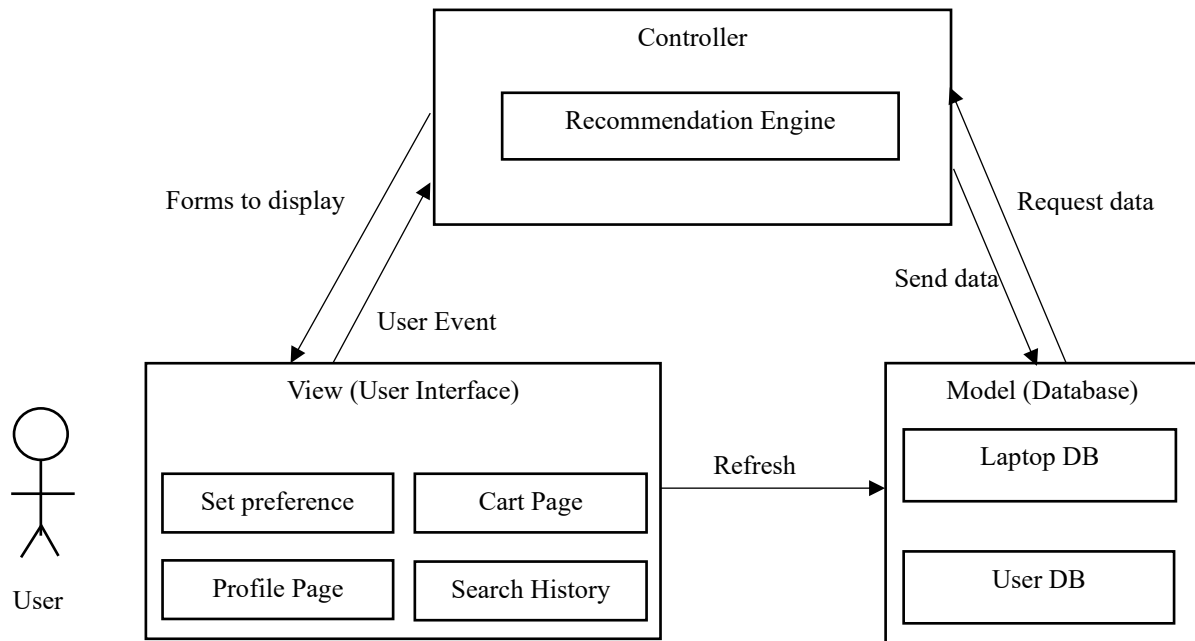 Controller
Recommendation Engine
Forms to display
Request data
Send data
User Event
View (User Interface)
Model (Database)
Laptop DB
Refresh
Set preference
Cart Page
Profile Page
Search History
User DB
User